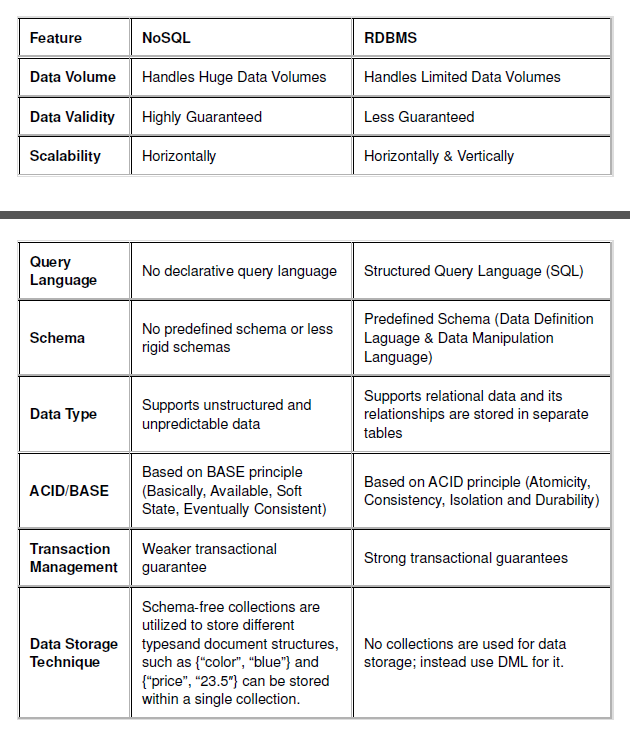 Feature NoSQL RDBMS
Data Volume Handles Huge Data Volumes Handles Limited Data Volumes
Data Validity Highly Guaranteed Less Guaranteed
Scalability Horizontally Horizontally & Vertically
Query
Language
No declarative query language
Structured Query Language (SQL)
Schema
No predefined schema or less
rigid schemas
Predefined Schema (Data Definition
Laguage & Data Manipulation
Language)
Data Type
Supports unstructured and
unpredictable data
Supports relational data and its
relationships are stored in separate
tables
ACID/BASE
Based on BASE principle
(Basically, Available, Soft
State, Eventually Consistent)
Based on ACID principle (Atomicity,
Consistency, Isolation and Durability)
Transaction
Management
Weaker transactional
guarantee
Strong transactional guarantees
Data Storage
Technique
Schema-free collections are
utilized to store different
typesand document structures,
such as {“color”, “blue”} and
{“price”, “23.5″} can be stored
within a single collection.
No collections are used for data
storage; instead use DML for it.